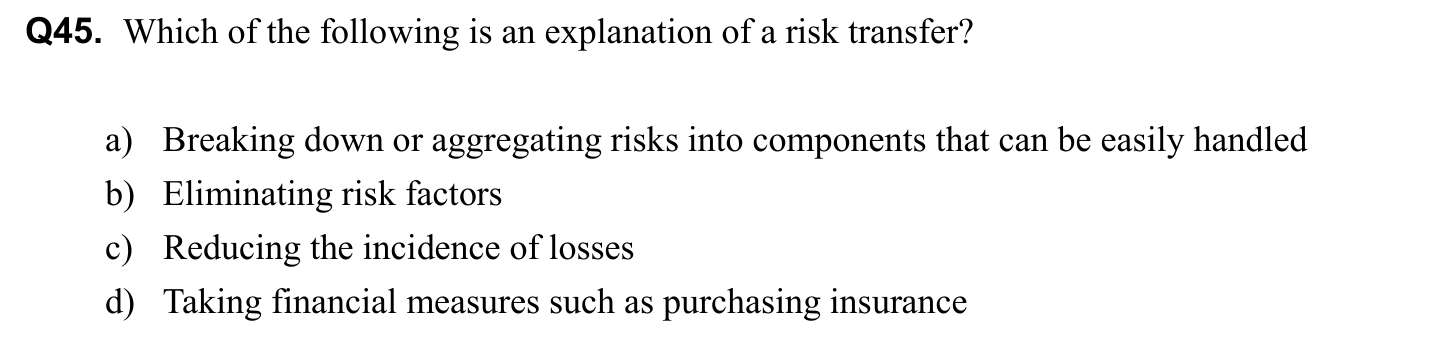 Q45. Which of the following is an explanation of a risk transfer?
a) Breaking down or aggregating risks into components that can be easily handled
b) Eliminating risk factors
c) Reducing the incidence of losses
d) Taking financial measures such as purchasing insurance